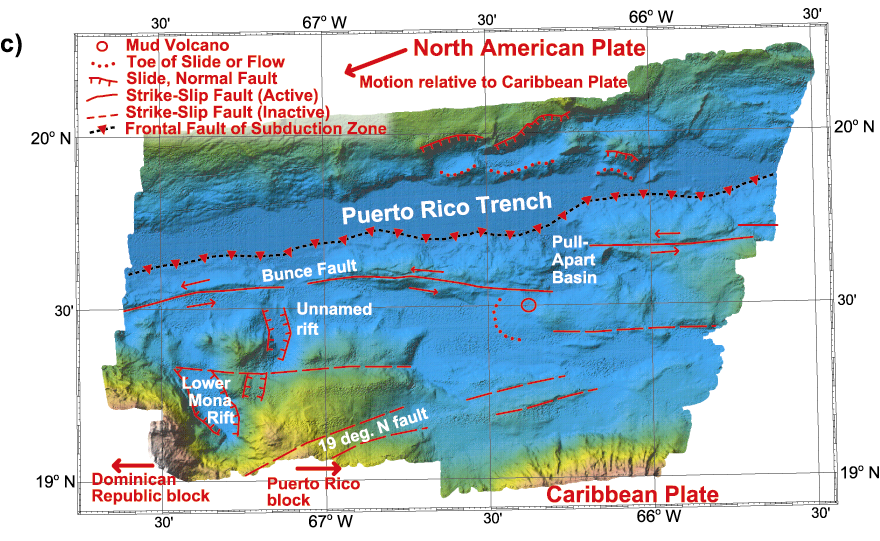 30'
67° W
30'
66° W
30'
c)
Mud Volcano
Toe of Slide or Flow
Slide, Normal Fault
Strike-Slip Fault (Active)
Strike-Slip Fault (Inactive)
Frontal Fault of Subduction Zone
North American Plate
Motion relative to Caribbean Plate
20° N
20° N
Puerto Rico Trench
Pull-
Apart
Basin
Bunce Fault
30'
30'
Unnamed
rift
Lower
Mona
Rift
19 deg. N fault
19° N
19° N
Dominican
Republic block
Puerto Rico
block
Caribbean Plate
30'
67° W
30'
66° W
30'